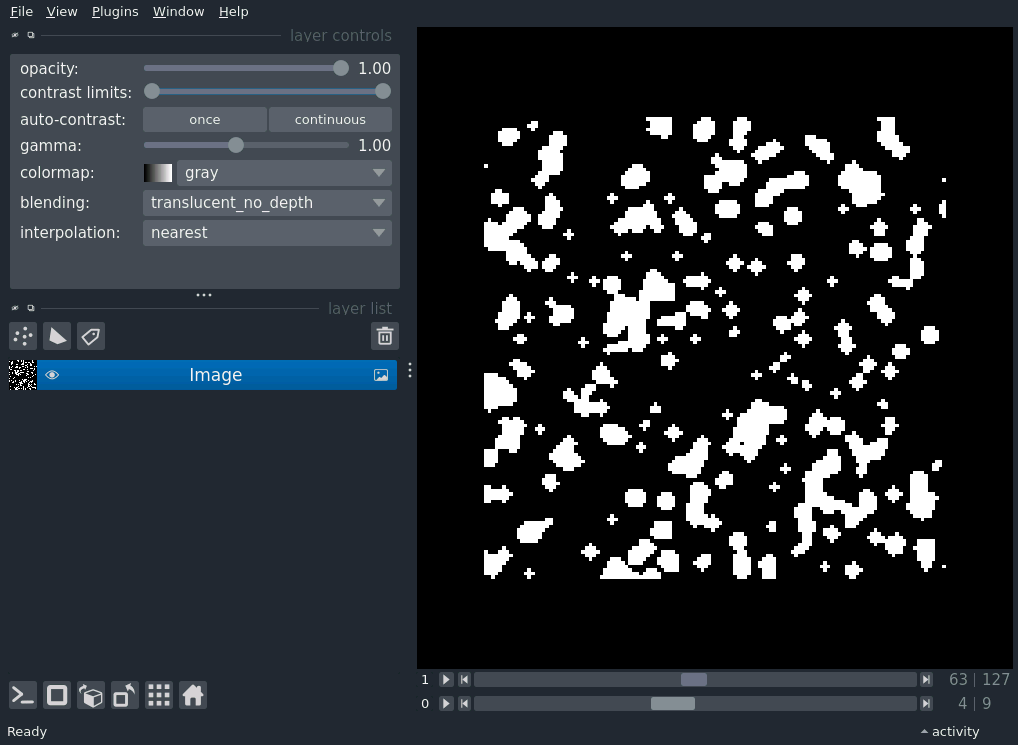 File View Plugins Window Help
layer controls
opacity: 1.00
contrast limits:
auto-contrast: once continuous
gamma: 1.00
colormap: gray
blending: translucent_no_depth
interpolation: nearest
layer list
Image
1 63 | 127
0 4 | 9
Ready activity